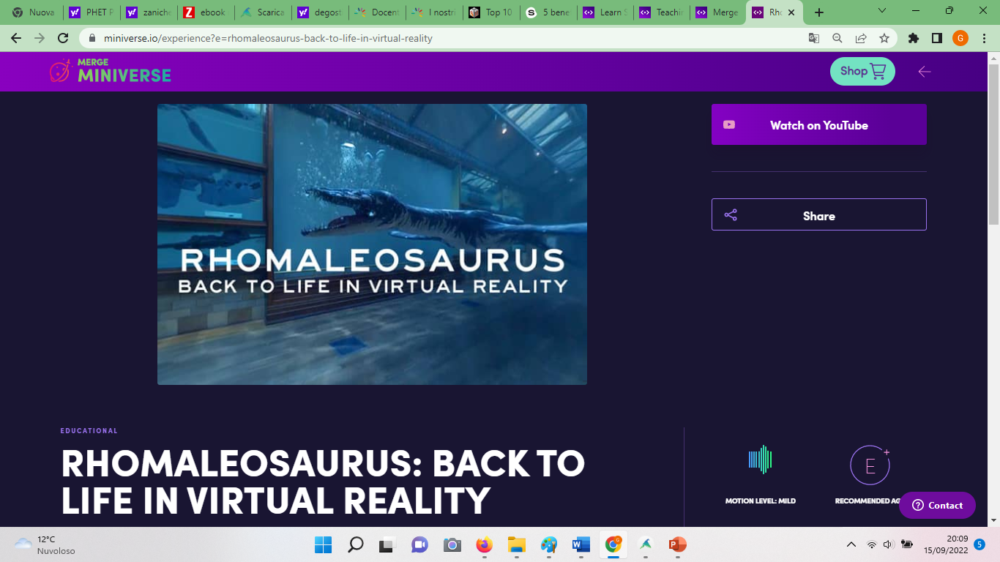 Nuova
PHET P
zaniche
ebook
Scarica
degost
Docent
I nostri
Top 10
5 bene
Learn S
Teachin
Merge
Rho
miniverse.io/experience?e=rhomaleosaurus-back-to-life-in-virtual-reality
G
MERGE
MINIVERSE
Shop
Watch on YouTube
Share
RHOMALEOSAURUS
BACK TO LIFE IN VIRTUAL REALITY
EDUCATIONAL
RHOMALEOSAURUS: BACK TO
LIFE IN VIRTUAL REALITY
E+
MOTION LEVEL: MILD
RECOMMENDED AG
Contact
12°C
Nuvoloso
20:09
15/09/2022
5